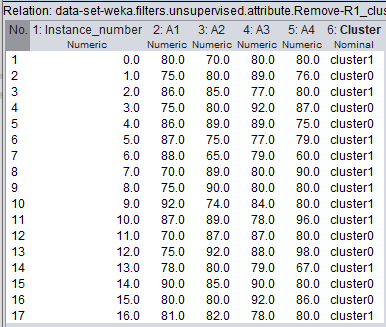 Relation: data-set-weka.filters.unsupervised.attribute.Remove-R1_clus
No. 1: Instance_number 2: A1 3: A2 4: A3 5: A4 6: Cluster
Numeric Numeric Numeric Numeric Numeric Nominal
1 0.0 80.0 70.0 80.0 80.0 cluster1
2 1.0 75.0 80.0 89.0 76.0 cluster0
3 2.0 86.0 85.0 77.0 80.0 cluster1
4 3.0 75.0 80.0 92.0 87.0 cluster0
5 4.0 86.0 89.0 89.0 75.0 cluster0
6 5.0 87.0 75.0 77.0 79.0 cluster1
7 6.0 88.0 65.0 79.0 60.0 cluster1
8 7.0 70.0 89.0 80.0 90.0 cluster1
9 8.0 75.0 90.0 80.0 80.0 cluster1
10 9.0 92.0 74.0 84.0 80.0 cluster1
11 10.0 87.0 89.0 78.0 96.0 cluster1
12 11.0 70.0 87.0 87.0 80.0 cluster0
13 12.0 75.0 92.0 88.0 98.0 cluster0
14 13.0 78.0 80.0 79.0 67.0 cluster1
15 14.0 90.0 85.0 90.0 80.0 cluster0
16 15.0 80.0 80.0 92.0 86.0 cluster0
17 16.0 81.0 82.0 78.0 80.0 cluster1